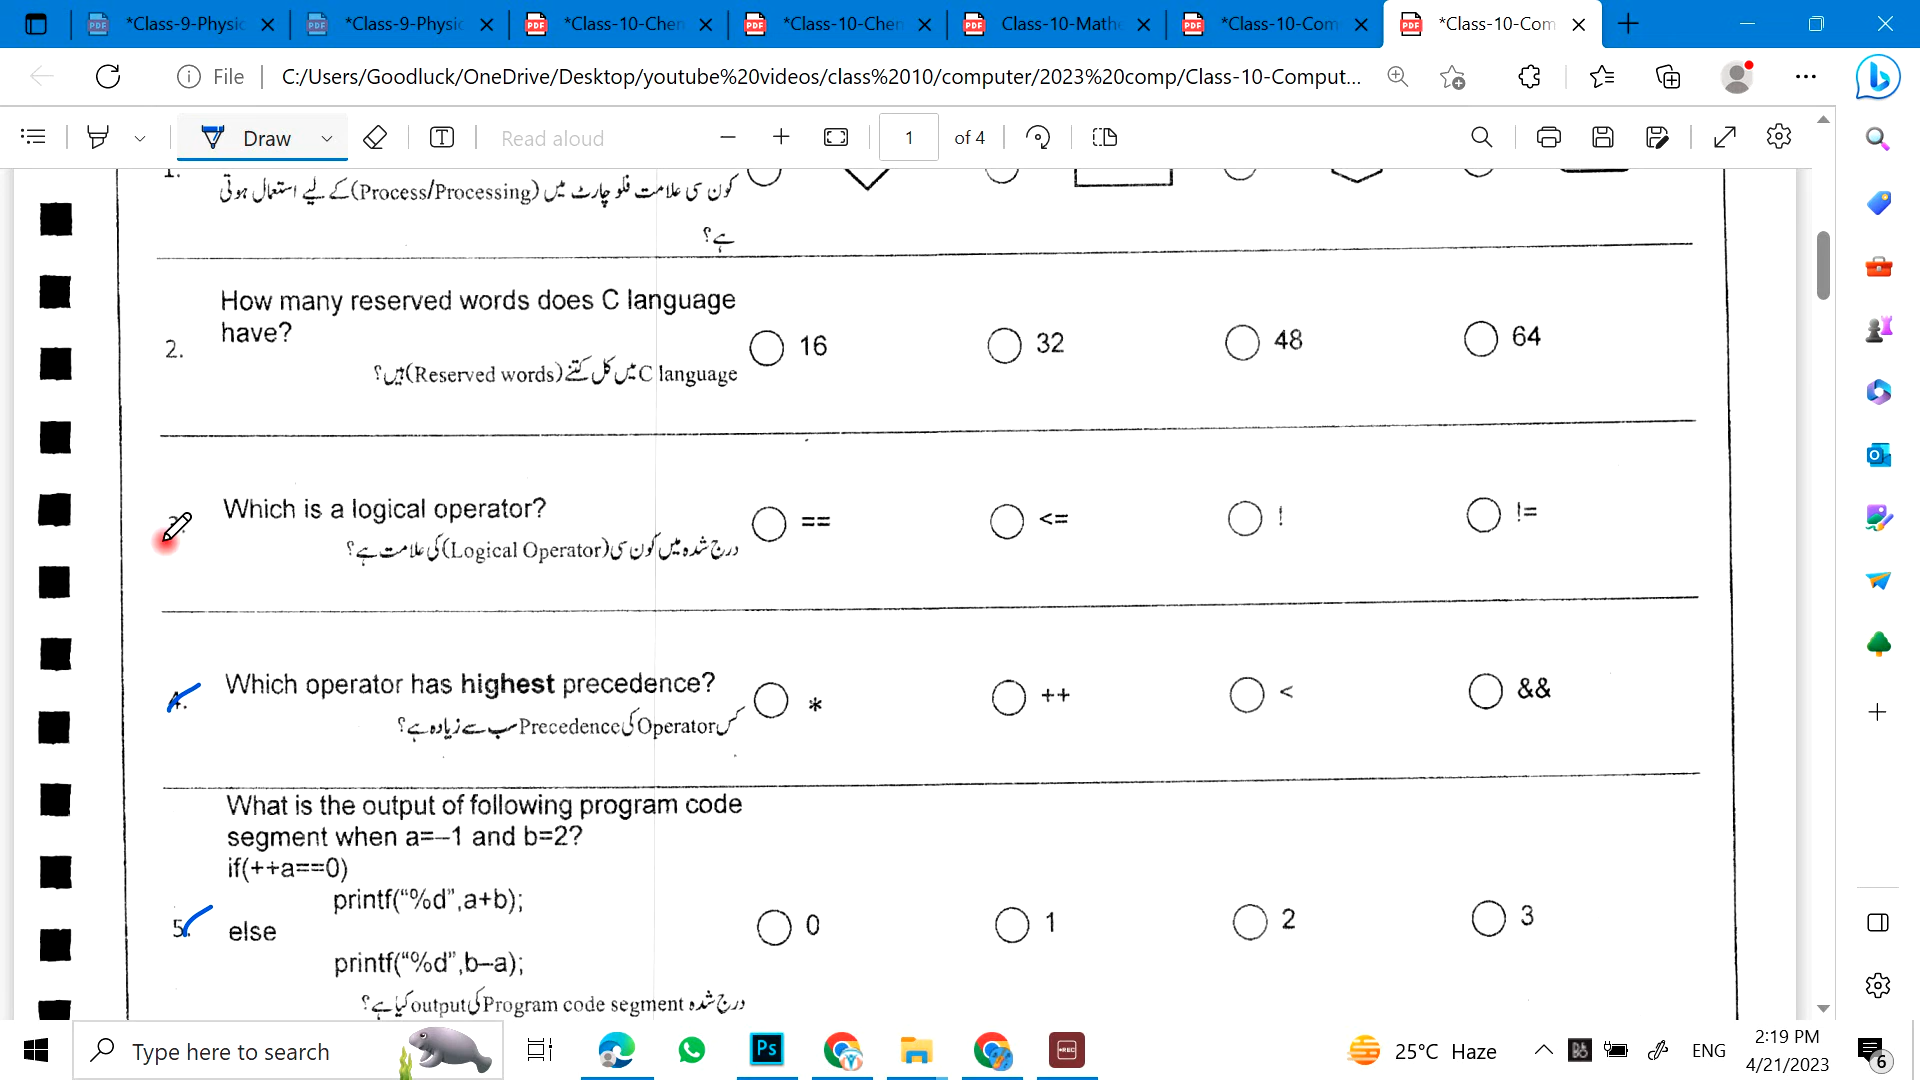 *Class-9-Physic
*Class-9-Physic
*Class-10-Chen
*Class-10-Chen
Class-10-Mathe
*Class-10-Com
*Class-10-Com
File
C:/Users/Goodluck/OneDrive/Desktop/youtube%20videos/class%2010/computer/2023%20comp/Class-10-Comput...
Draw
Read aloud
1
of 4
1.
کون سی علامت فلو چارٹ میں (Process/Processing) کے لیے استعمال ہوتی
ہے؟
2.
How many reserved words does C language
have?
C language میں کل کتنے (Reserved words) ہیں؟
16
32
48
64
Which is a logical operator?
درج شدہ میں کون سی (Logical Operator) کی علامت ہے؟
==
<=
!
!=
4.
Which operator has highest precedence?
کس Operator کی Precedence سب سے زیادہ ہے؟
*
++
<
&&
5.
What is the output of following program code
segment when a=–1 and b=2?
if(++a==0)
printf("%d",a+b);
else
printf("%d",b–a);
درج شدہ Program code segment کی output کیا ہے؟
0
1
2
3
Type here to search
Ps
REC
25°C Haze
ENG
2:19 PM
4/21/2023
6